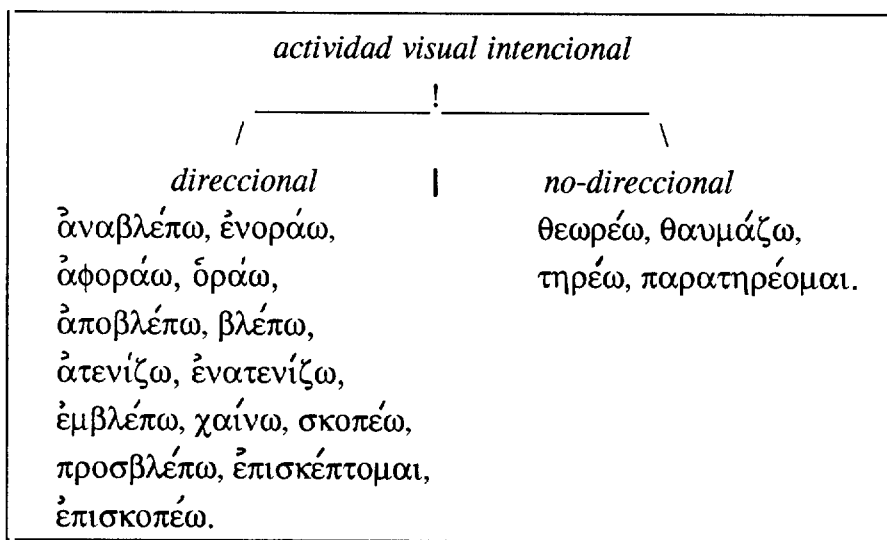 actividad visual intencional
!
/ \
direccional | no-direccional
ἀναβλέπω, ἐνοράω, θεωρέω, θαυμάζω,
ἀφοράω, ὁράω, τηρέω, παρατηρέομαι.
ἀποβλέπω, βλέπω,
ἀτενίζω, ἐνατενίζω,
ἐμβλέπω, χαίνω, σκοπέω,
προσβλέπω, ἐπισκέπτομαι,
ἐπισκοπέω.